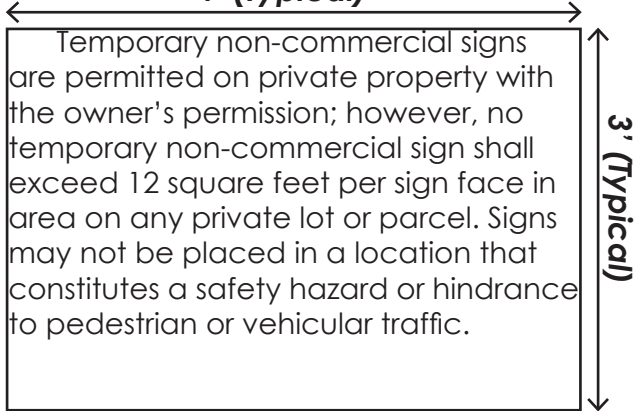 (Typical)
Temporary non-commercial signs
are permitted on private property with
the owner's permission; however, no
temporary non-commercial sign shall
exceed 12 square feet per sign face in
area on any private lot or parcel. Signs
may not be placed in a location that
constitutes a safety hazard or hindrance
to pedestrian or vehicular traffic.
3' (Typical)